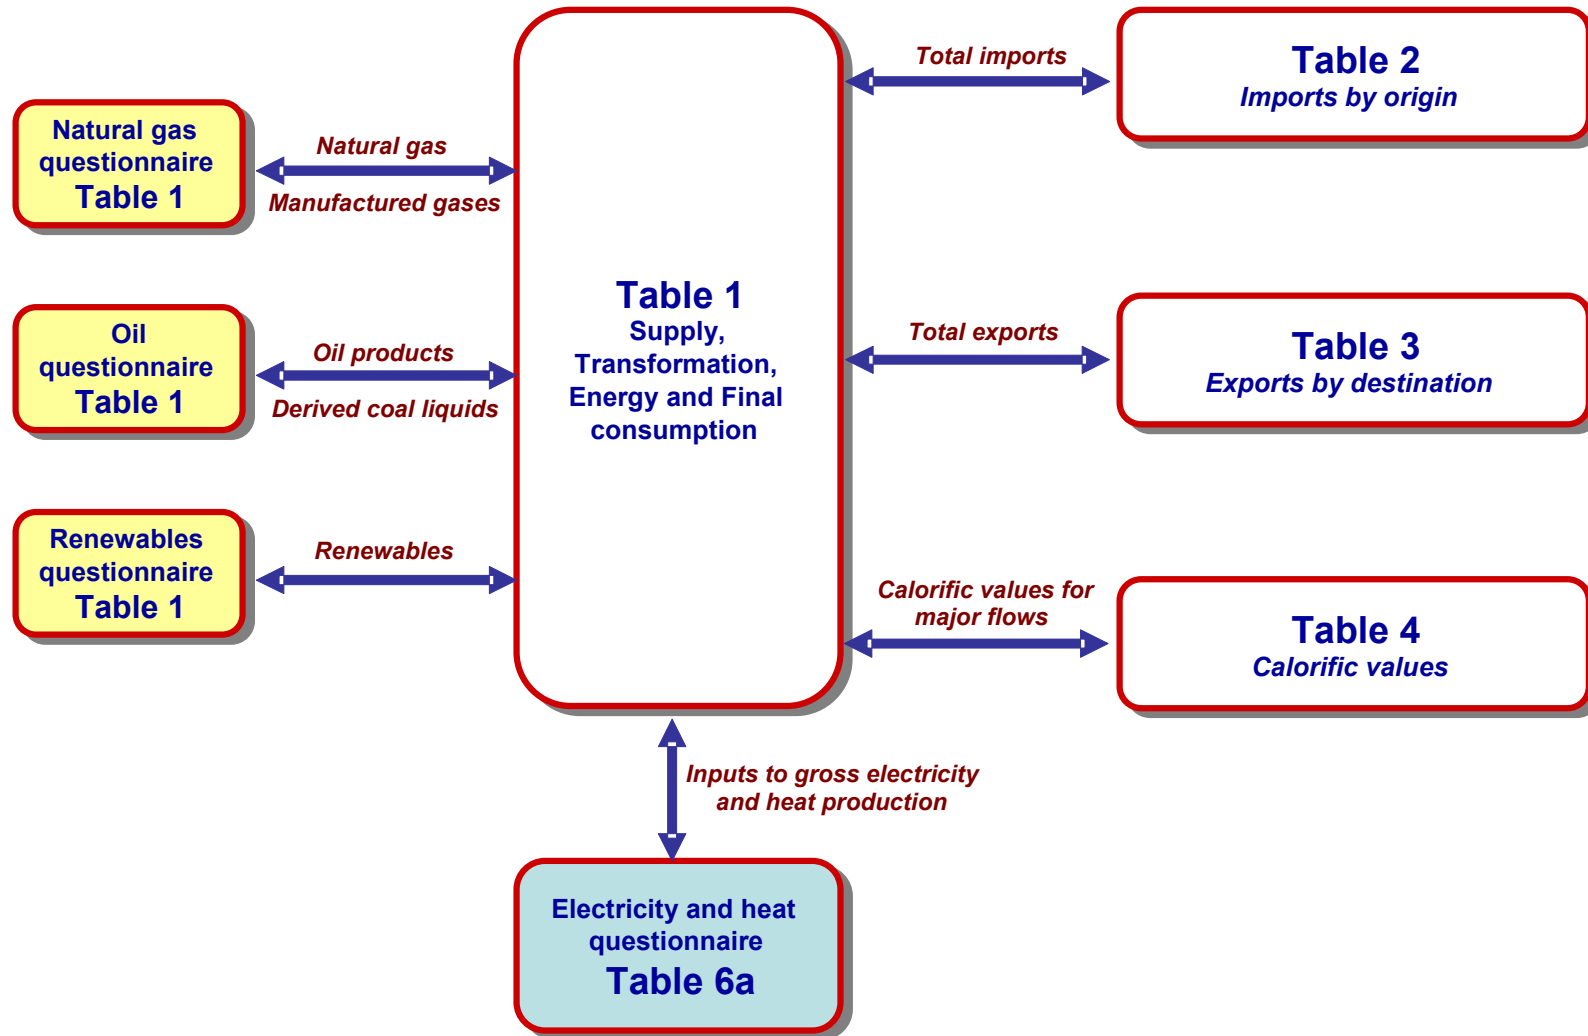 Natural gas
questionnaire
Table 1
Natural gas
Manufactured gases
Oil
questionnaire
Table 1
Oil products
Derived coal liquids
Renewables
questionnaire
Table 1
Renewables
Table 1
Supply,
Transformation,
Energy and Final
consumption
Total imports
Table 2
Imports by origin
Total exports
Table 3
Exports by destination
Calorific values for
major flows
Table 4
Calorific values
Inputs to gross electricity
and heat production
Electricity and heat
questionnaire
Table 6a